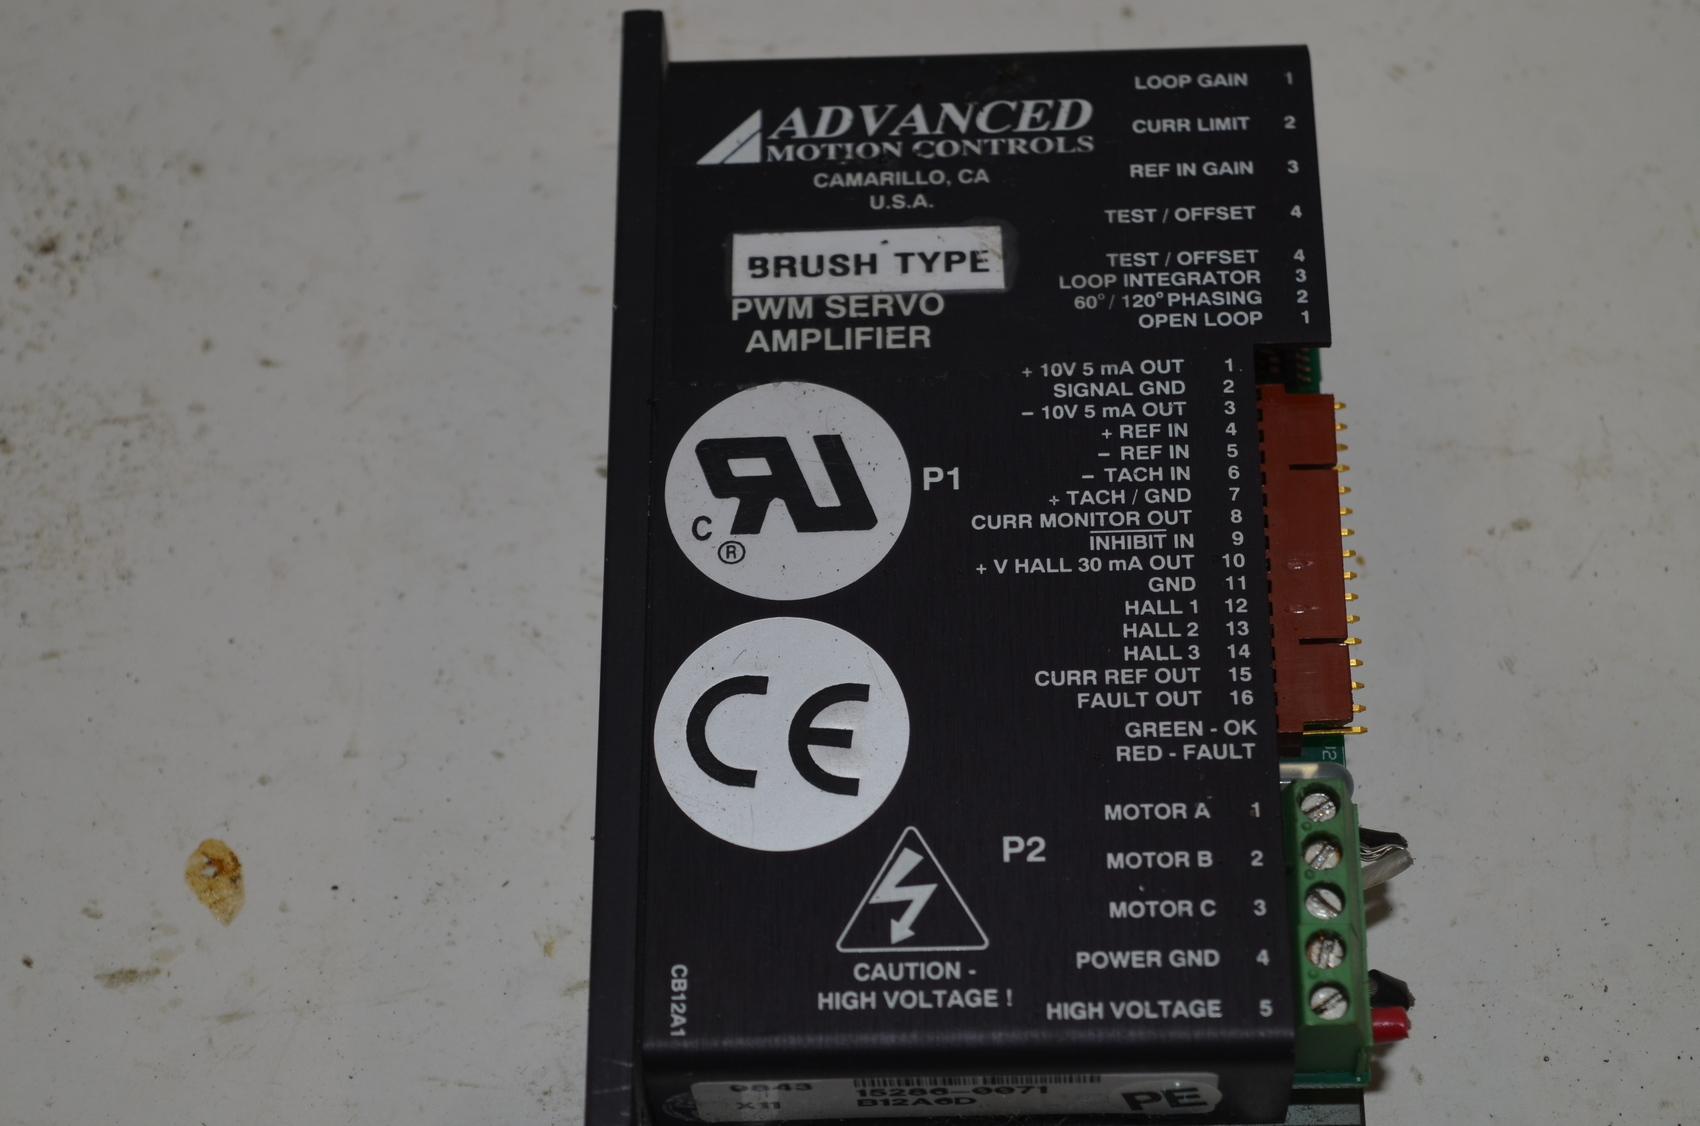 ADVANCED
MOTION CONTROLS
CAMARILLO, CA
U.S.A.
BRUSH TYPE
PWM SERVO
AMPLIFIER
LOOP GAIN 1
CURR LIMIT 2
REF IN GAIN 3
TEST / OFFSET 4
TEST / OFFSET 4
LOOP INTEGRATOR 3
60° / 120° PHASING 2
OPEN LOOP 1
P1
+ 10V 5 mA OUT 1
SIGNAL GND 2
- 10V 5 mA OUT 3
+ REF IN 4
- REF IN 5
- TACH IN 6
+ TACH / GND 7
CURR MONITOR OUT 8
INHIBIT IN 9
+ V HALL 30 mA OUT 10
GND 11
HALL 1 12
HALL 2 13
HALL 3 14
CURR REF OUT 15
FAULT OUT 16
GREEN - OK
RED - FAULT
C RU ®
CE
P2
MOTOR A 1
MOTOR B 2
MOTOR C 3
POWER GND 4
HIGH VOLTAGE 5
CAUTION -
HIGH VOLTAGE !
CB12A1
9843 15286-0071
X11 B12A6D
PE